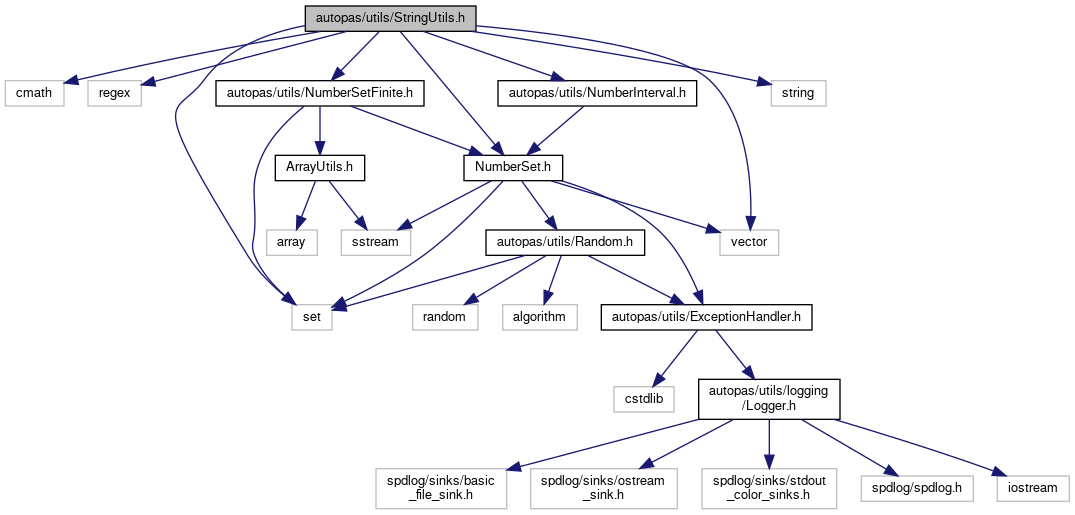 autopas/utils/StringUtils.h
cmath
regex
autopas/utils/NumberSetFinite.h
autopas/utils/NumberInterval.h
string
ArrayUtils.h
NumberSet.h
array
sstream
autopas/utils/Random.h
vector
set
random
algorithm
autopas/utils/ExceptionHandler.h
cstdlib
autopas/utils/logging
/Logger.h
spdlog/sinks/basic
_file_sink.h
spdlog/sinks/ostream
_sink.h
spdlog/sinks/stdout
_color_sinks.h
spdlog/spdlog.h
iostream